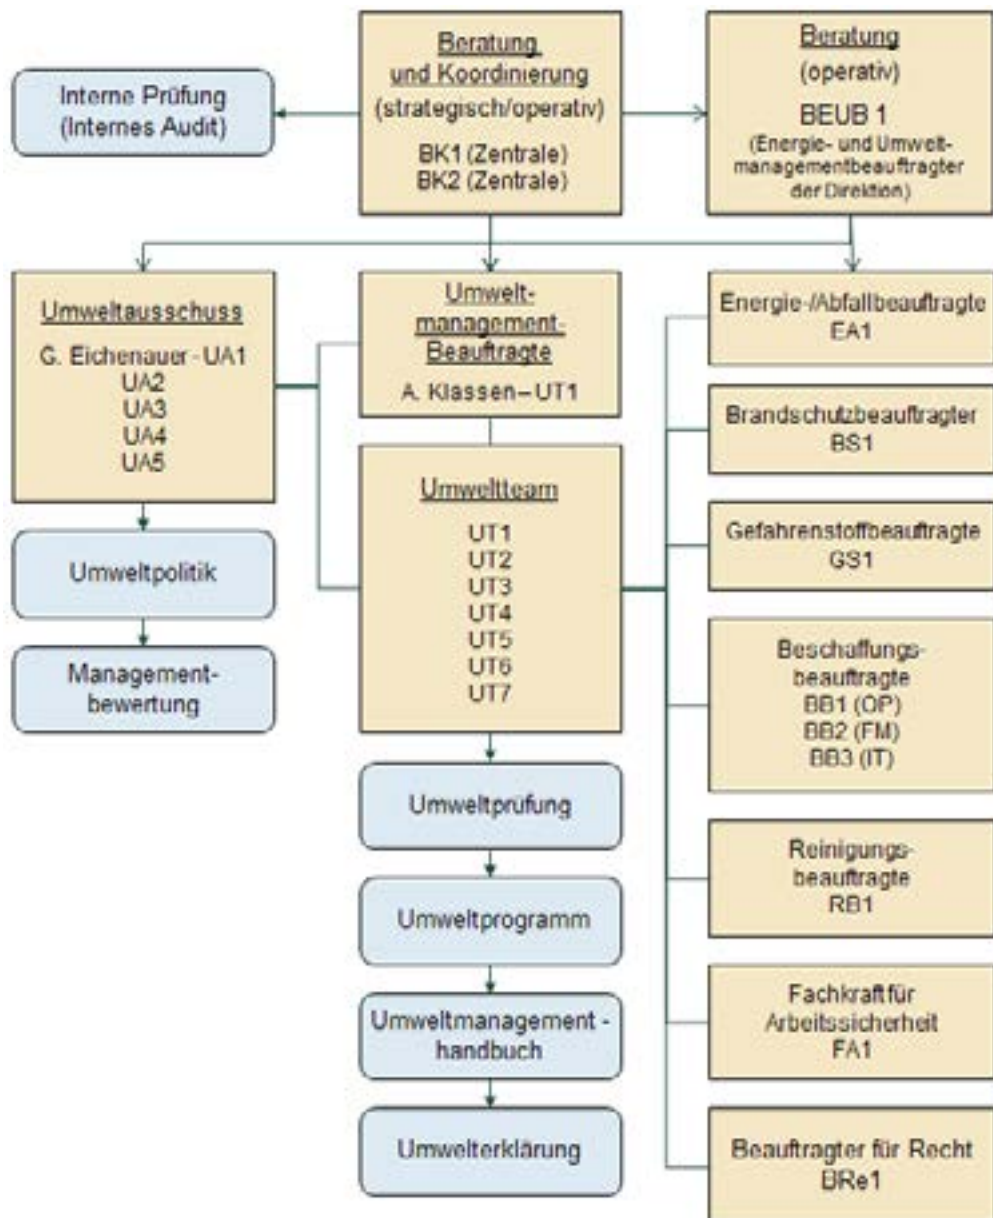 Interne Prüfung
(Internes Audit)
Beratung
und Koordinierung
(strategisch/operativ)
BK1 (Zentrale)
BK2 (Zentrale)
Beratung
(operativ)
BEUB 1
(Energie- und Umwelt-
managementbeauftragter
der Direktion)
Umweltausschuss
G. Eichenauer - UA1
UA2
UA3
UA4
UA5
Umweltpolitik
Management-
bewertung
Umwelt-
management-
Beauftragte
A. Klassen – UT1
Umweltteam
UT1
UT2
UT3
UT4
UT5
UT6
UT7
Umweltprüfung
Umweltprogramm
Umweltmanagement -
handbuch
Umwelterklärung
Energie-/Abfallbeauftragte
EA1
Brandschutzbeauftragter
BS1
Gefahrenstoffbeauftragte
GS1
Beschaffungs-
beauftragte
BB1 (OP)
BB2 (FM)
BB3 (IT)
Reinigungs-
beauftragte
RB1
Fachkraft für
Arbeitssicherheit
FA1
Beauftragter für Recht
BRe1